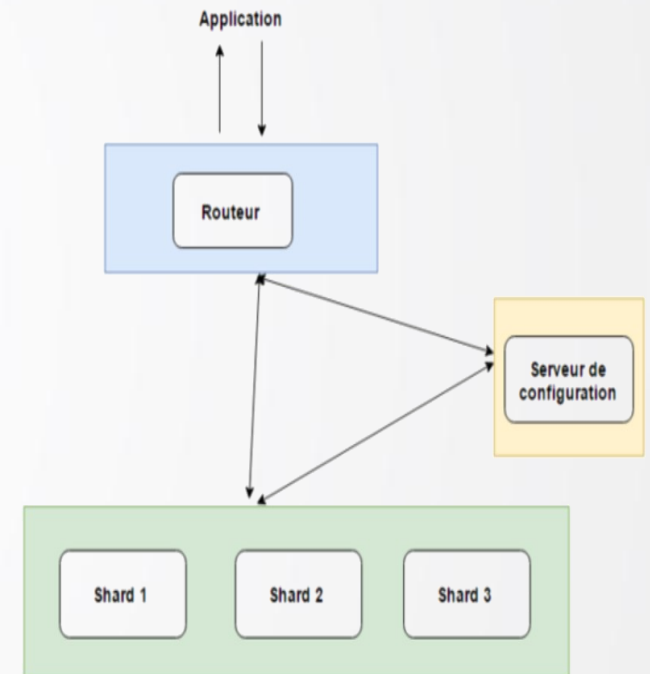 Application
Routeur
Serveur de
configuration
Shard 1
Shard 2
Shard 3